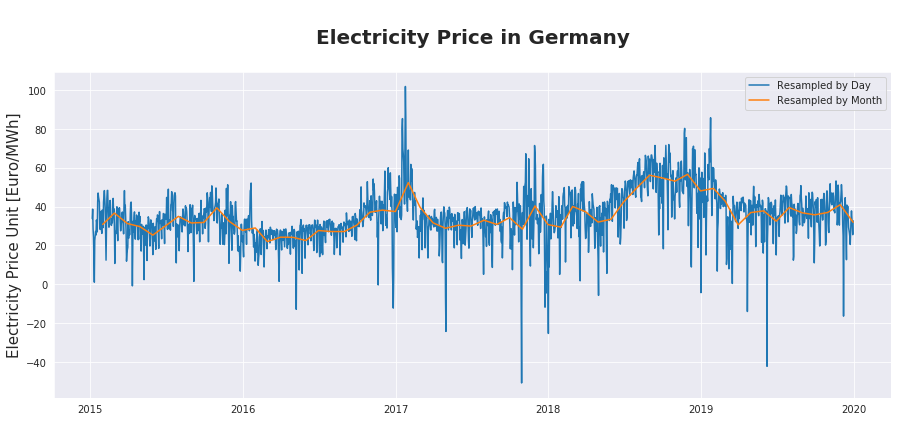 Electricity Price in Germany
Resampled by Day
Resampled by Month
Electricity Price Unit [Euro/MWh]
100
80
60
40
20
0
−20
−40
2015 2016 2017 2018 2019 2020